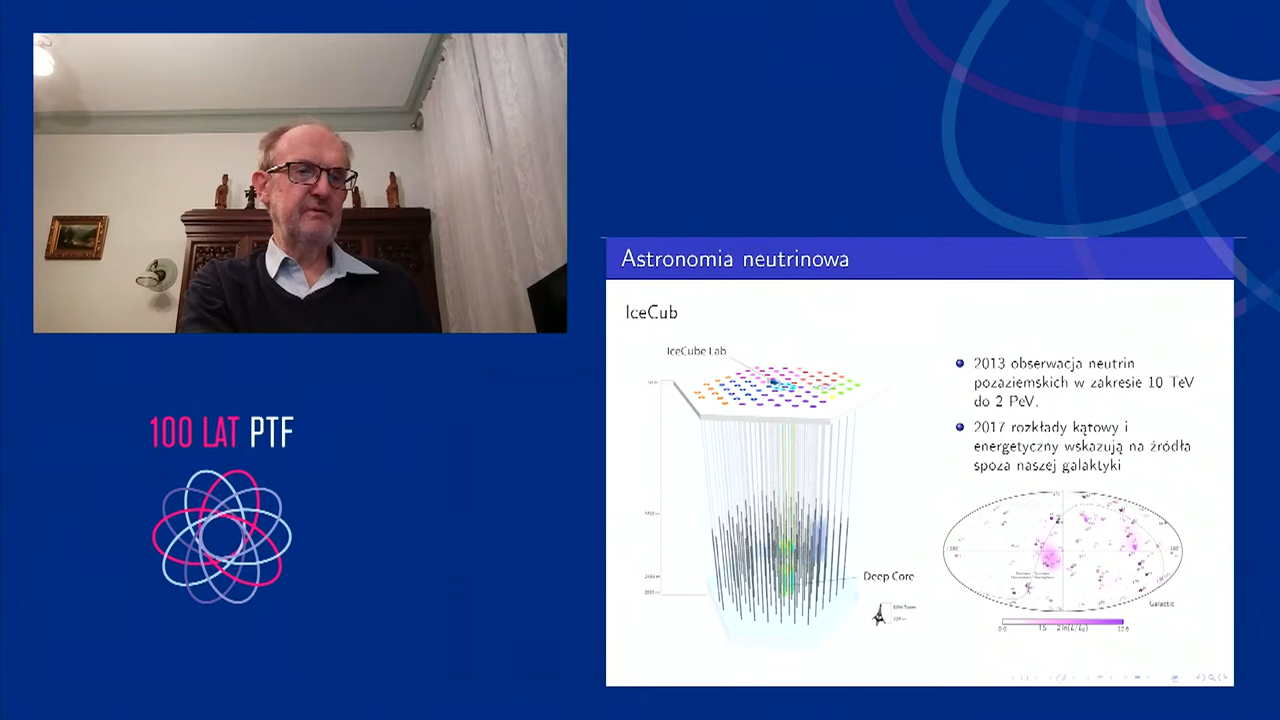 100 LAT PTF
Astronomia neutrinowa
IceCub
IceCube Lab
2013 obserwacja neutrin
pozaziemskich w zakresie 10 TeV
do 2 PeV.
2017 rozkłady kątowy i
energetyczny wskazują na źródła
spoza naszej galaktyki
Deep Core
Galactic